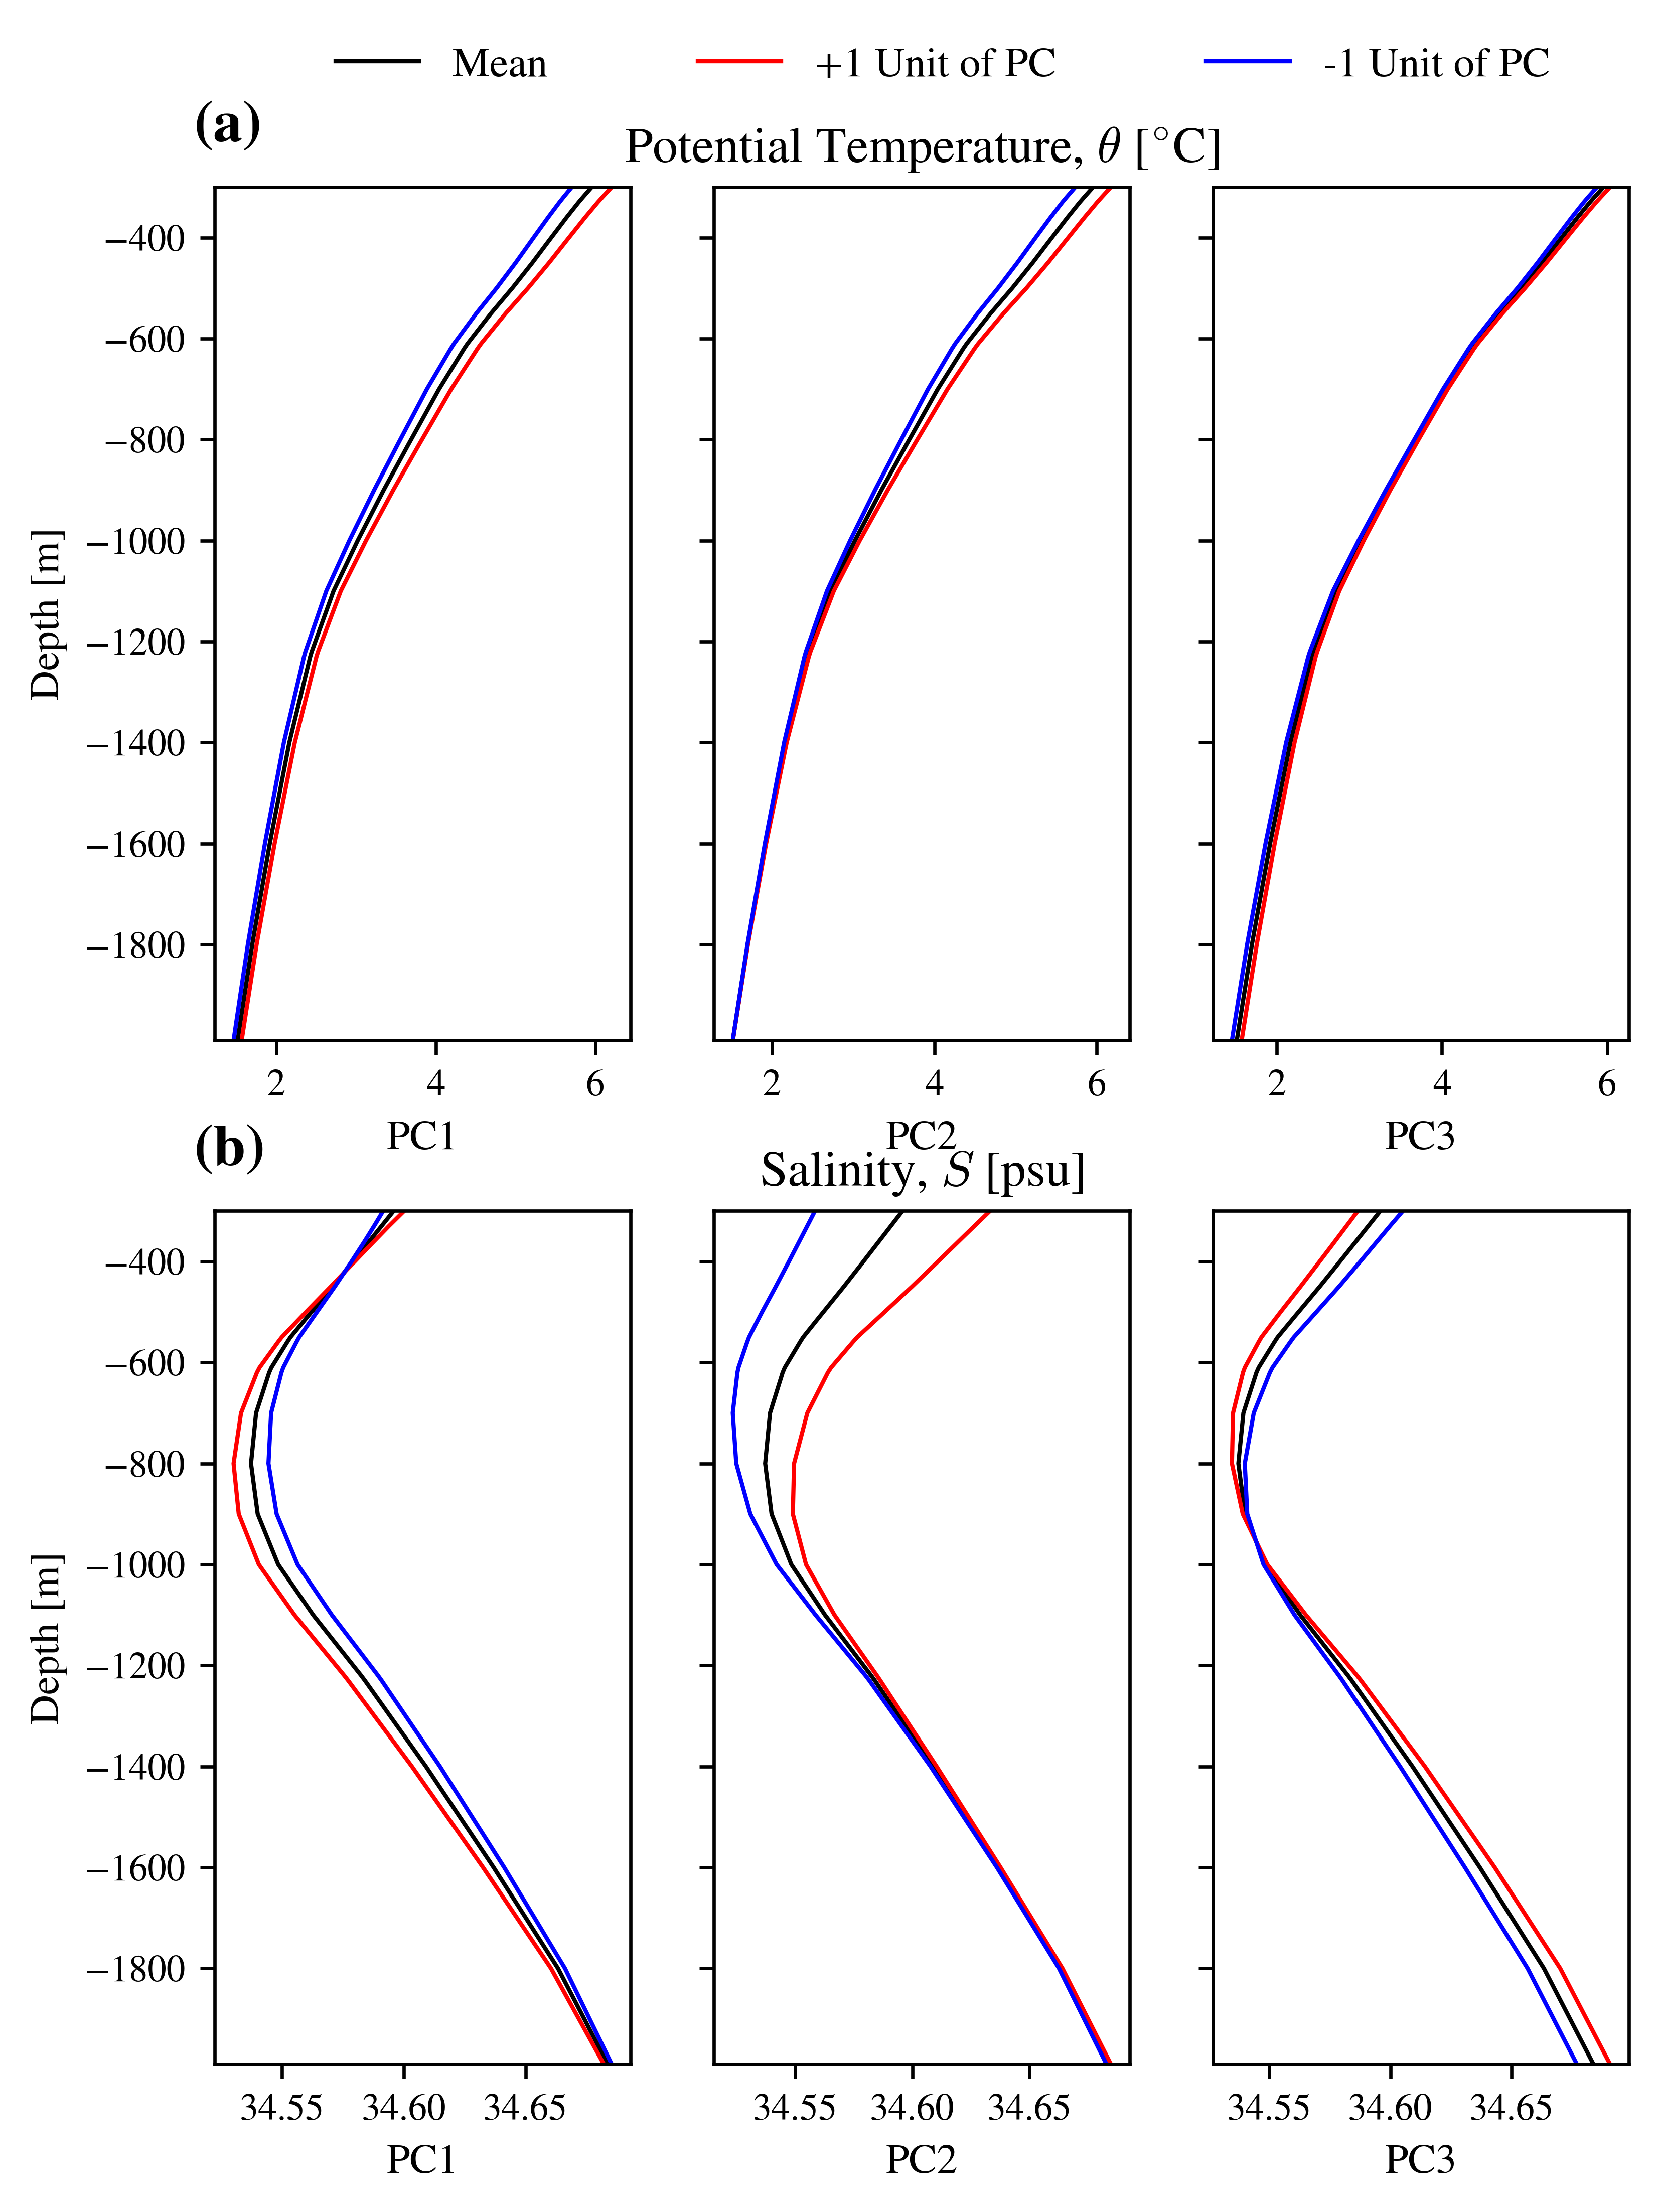 Mean +1 Unit of PC -1 Unit of PC
(a)
Potential Temperature, θ [°C]
−400
−600
−800
−1000
−1200
−1400
−1600
−1800
Depth [m]
2 4 6 2 4 6 2 4 6
PC1 PC2 PC3
(b)
Salinity, S [psu]
−400
−600
−800
−1000
−1200
−1400
−1600
−1800
Depth [m]
34.55 34.60 34.65 34.55 34.60 34.65 34.55 34.60 34.65
PC1 PC2 PC3